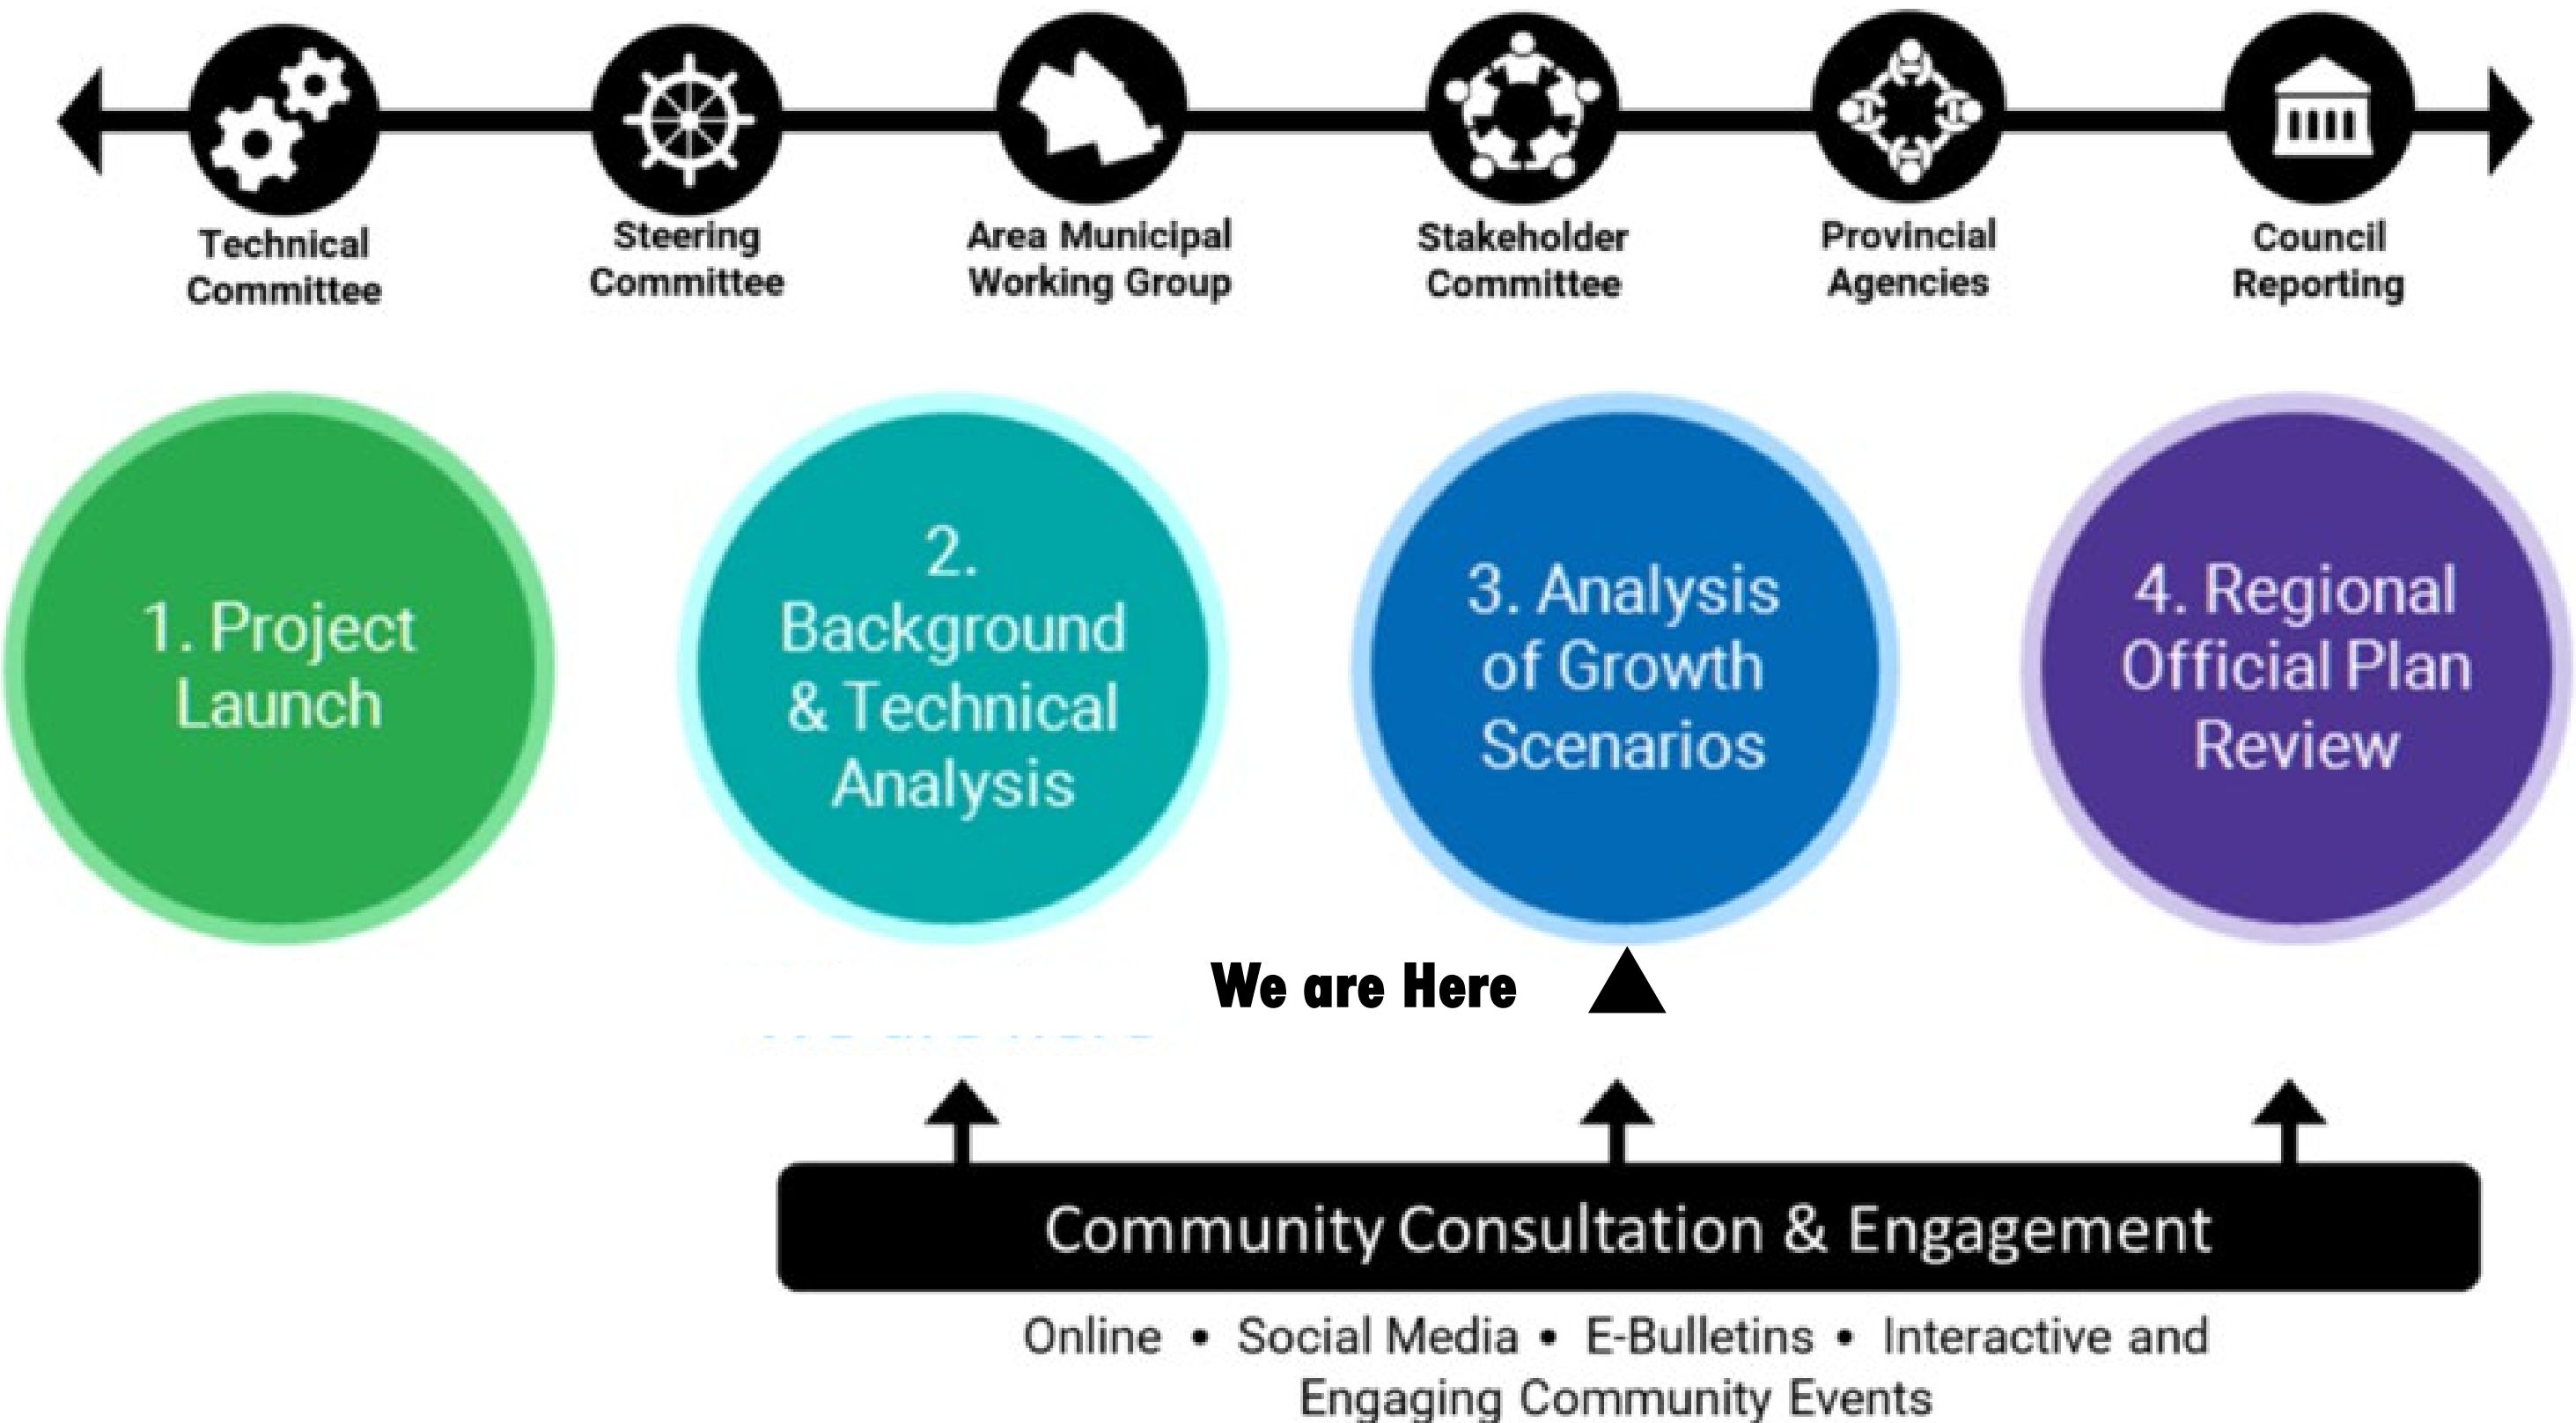 Technical
Committee
Steering
Committee
Area Municipal
Working Group
Stakeholder
Committee
Provincial
Agencies
Council
Reporting
1. Project
Launch
2.
Background
& Technical
Analysis
3. Analysis
of Growth
Scenarios
4. Regional
Official Plan
Review
We are Here
Community Consultation & Engagement
Online • Social Media • E-Bulletins • Interactive and
Engaging Community Events